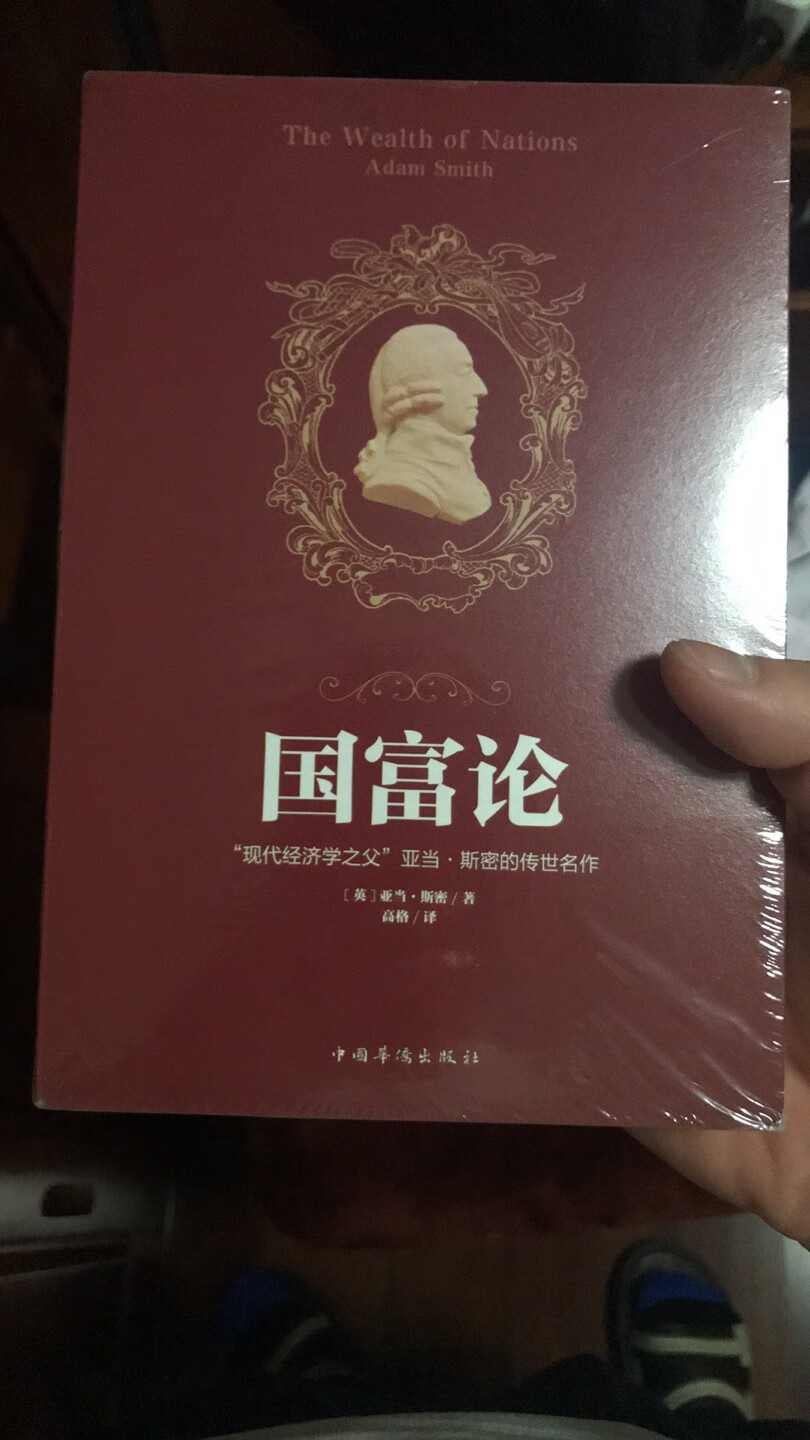 The Wealth of Nations
Adam Smith
国富论
“现代经济学之父”亚当·斯密的传世名作
［英］亚当·斯密/著
高格/译
中国华侨出版社